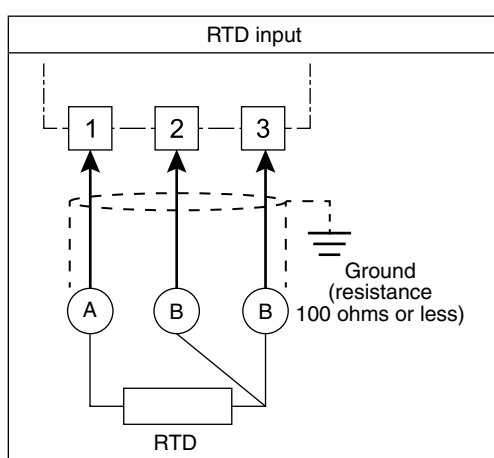 RTD input
1 2 3
Ground
(resistance
100 ohms or less)
A B B
RTD